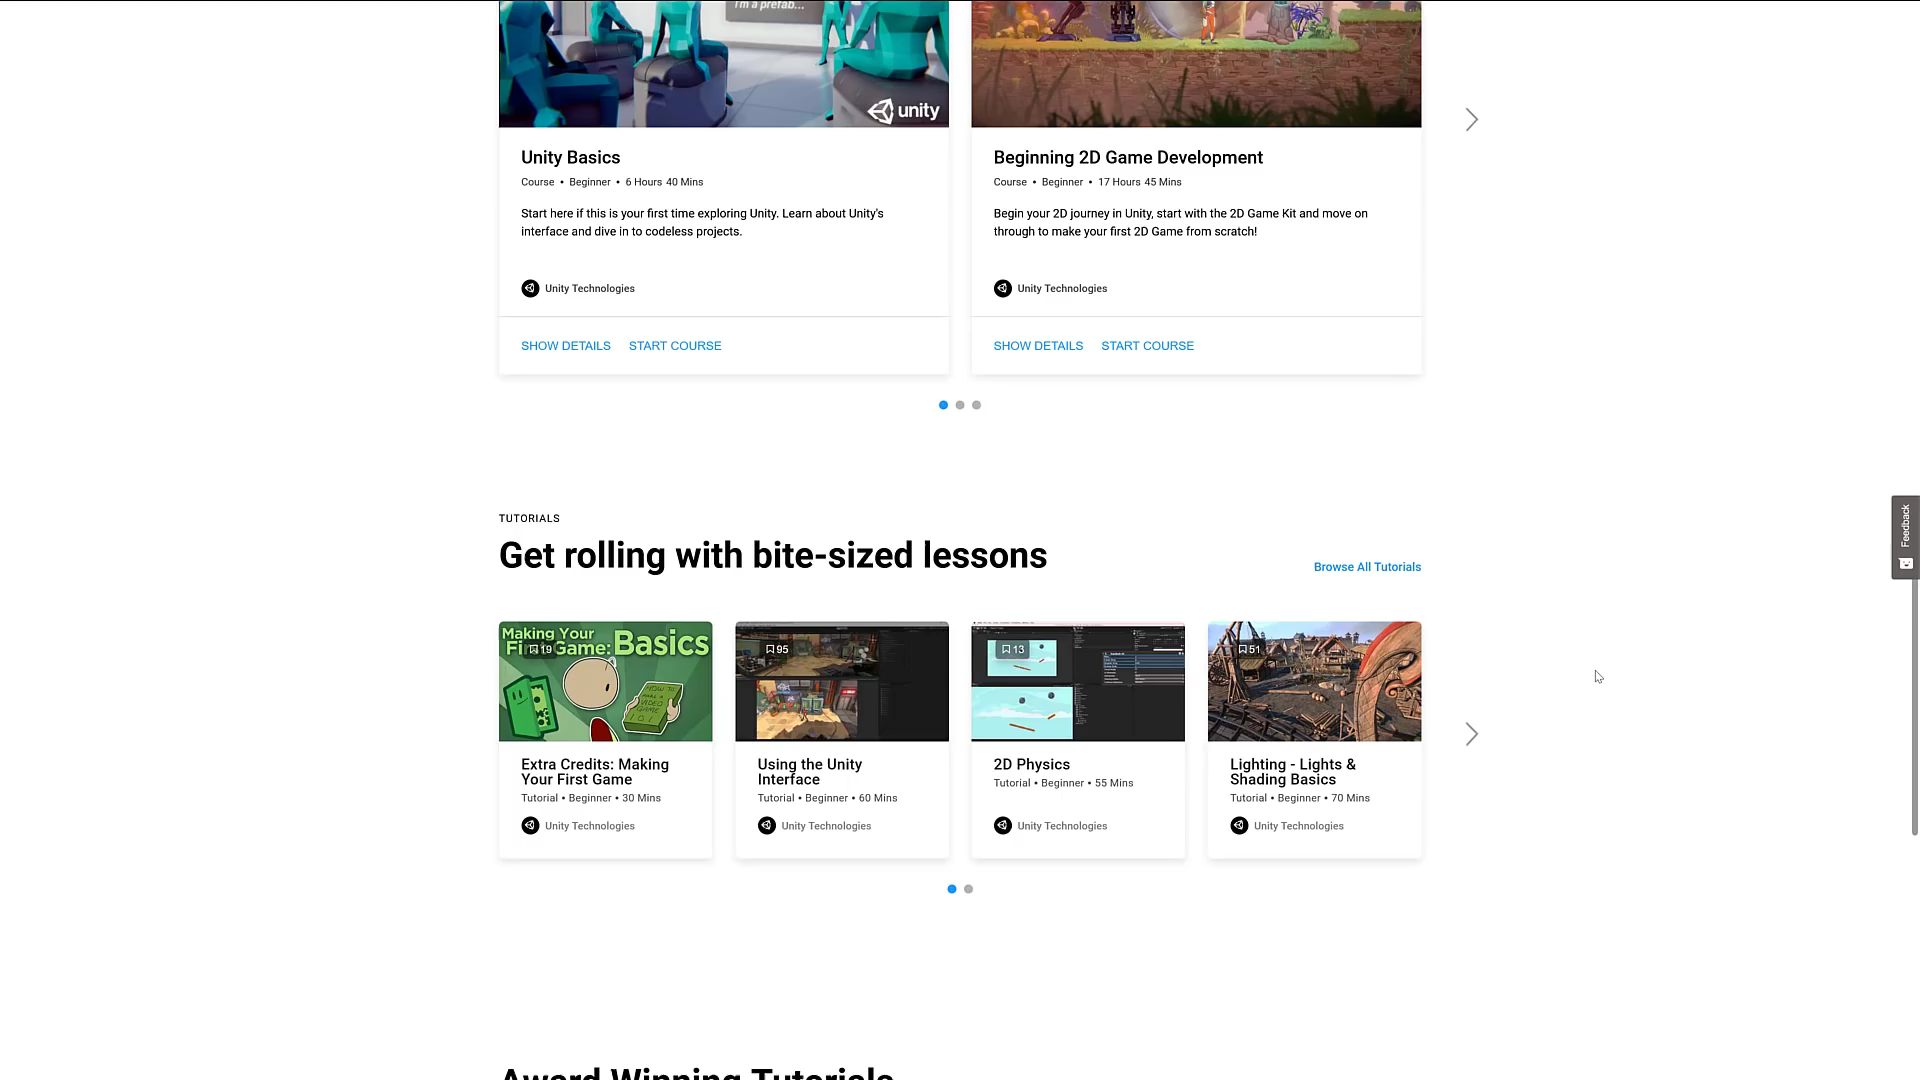 I'm a prefab...
unity
Unity Basics
Course • Beginner • 6 Hours 40 Mins
Start here if this is your first time exploring Unity. Learn about Unity's
interface and dive in to codeless projects.
Unity Technologies
SHOW DETAILS START COURSE
Beginning 2D Game Development
Course • Beginner • 17 Hours 45 Mins
Begin your 2D journey in Unity, start with the 2D Game Kit and move on
through to make your first 2D Game from scratch!
Unity Technologies
SHOW DETAILS START COURSE
Feedback
TUTORIALS
Get rolling with bite-sized lessons
Browse All Tutorials
Making Your
First Game: Basics
19
HOW TO
MAKE A
VIDEO
GAME
101
Extra Credits: Making
Your First Game
Tutorial • Beginner • 30 Mins
Unity Technologies
95
Using the Unity
Interface
Tutorial • Beginner • 60 Mins
Unity Technologies
13
2D Physics
Tutorial • Beginner • 55 Mins
Unity Technologies
51
Lighting - Lights &
Shading Basics
Tutorial • Beginner • 70 Mins
Unity Technologies
Award Winning Tutorials